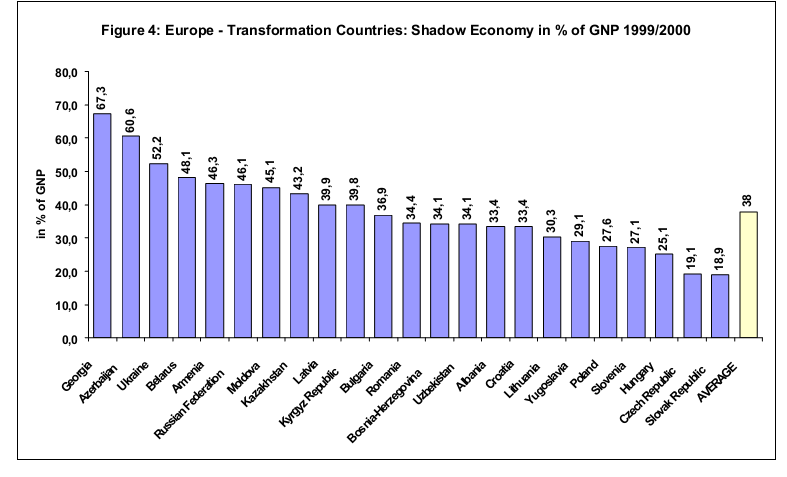 Figure 4: Europe - Transformation Countries: Shadow Economy in % of GNP 1999/2000
in % of GNP
80,0
70,0
60,0
50,0
40,0
30,0
20,0
10,0
0,0
67,3
60,6
52,2
48,1
46,3
46,1
45,1
43,2
39,9
39,8
36,9
34,4
34,1
34,1
33,4
33,4
30,3
29,1
27,6
27,1
25,1
19,1
18,9
38
Georgia
Azerbaijan
Ukraine
Belarus
Armenia
Russian Federation
Moldova
Kazakhstan
Latvia
Kyrgyz Republic
Bulgaria
Romania
Bosnia-Herzegovina
Uzbekistan
Albania
Croatia
Lithuania
Yugoslavia
Poland
Slovenia
Hungary
Czech Republic
Slovak Republic
AVERAGE